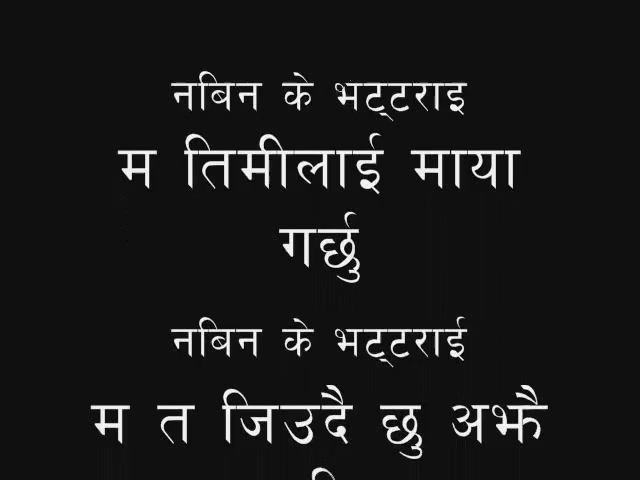 नबिन के भट्टराइ
म तिमीलाई माया
गर्छु
नबिन के भट्टराई
म त जिउदै छु अझै